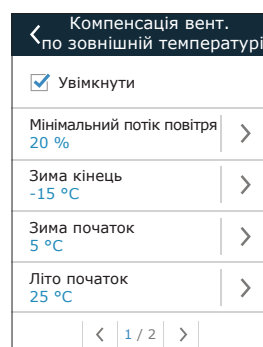 Компенсація вент.
по зовнішній температурі
Увімкнути
Мінімальний потік повітря
20 %
Зима кінець
-15 °C
Зима початок
5 °C
Літо початок
25 °C
1 / 2